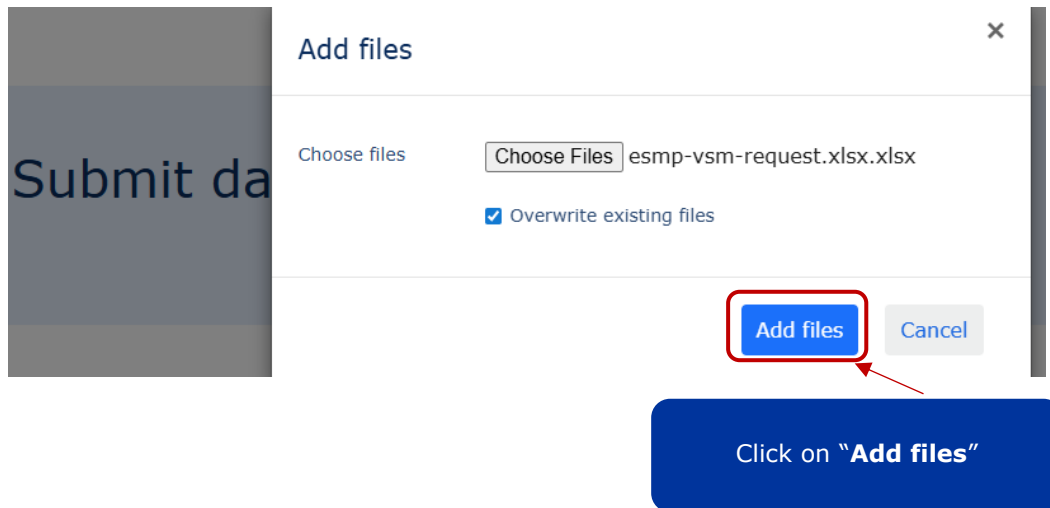 Add files
×
Choose files
Choose Files esmp-vsm-request.xlsx.xlsx
Submit da
Overwrite existing files
Add files
Cancel
Click on “Add files”